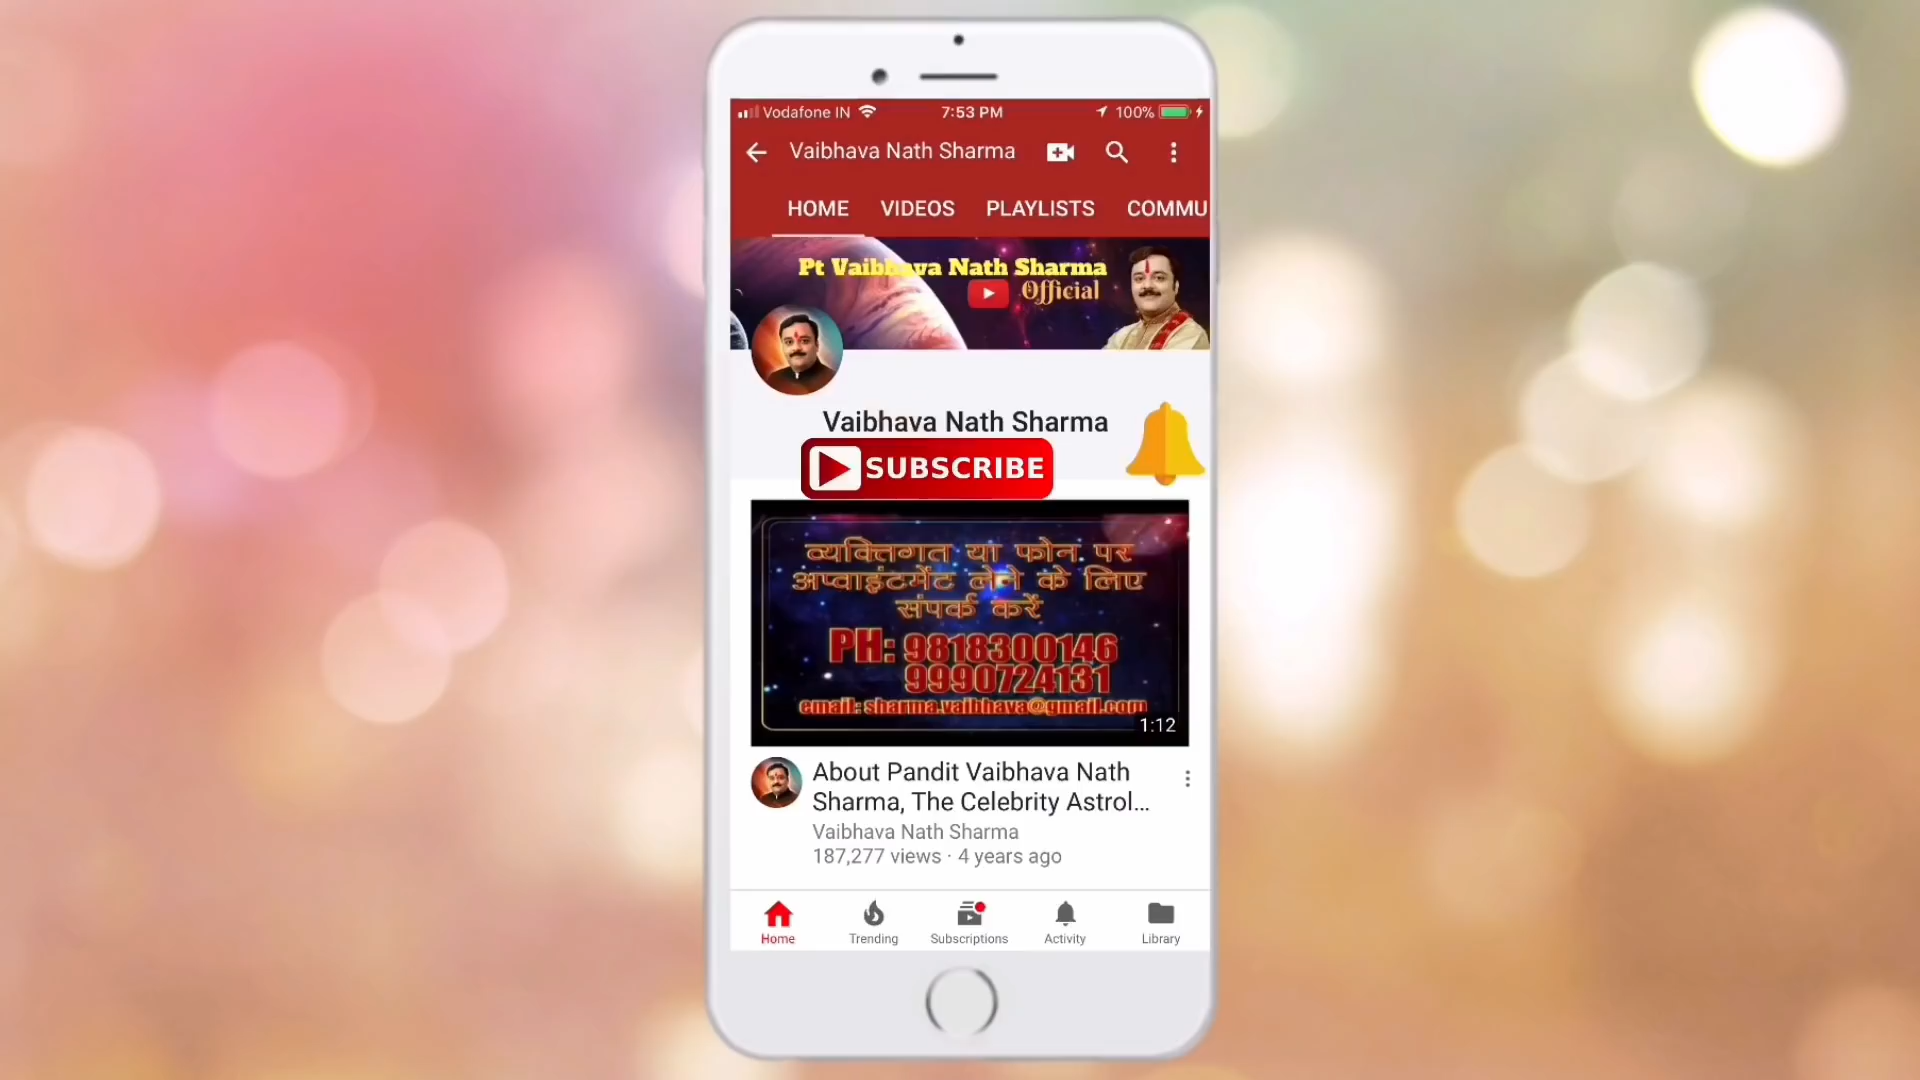 Vodafone IN 7:53 PM 100%
Vaibhava Nath Sharma
HOME VIDEOS PLAYLISTS COMMU
Pt Vaibhava Nath Sharma
Official
Vaibhava Nath Sharma
SUBSCRIBE
व्यक्तिगत या फोन पर
अप्वाइंटमेंट लेने के लिए
संपर्क करें
PH: 9818300146
9990724131
email: sharma.vaibhava@gmail.com
1:12
About Pandit Vaibhava Nath
Sharma, The Celebrity Astrol...
Vaibhava Nath Sharma
187,277 views · 4 years ago
Home Trending Subscriptions Activity Library